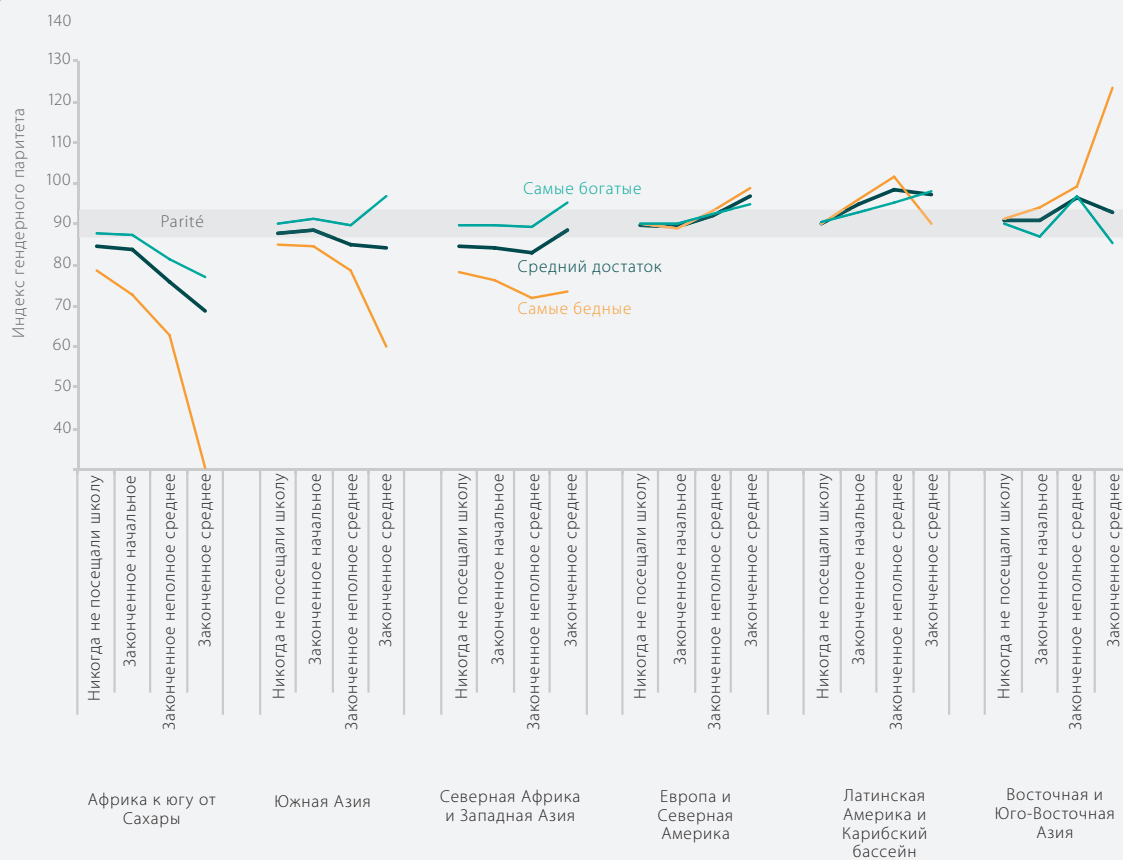 140
130
120
110
100
90
80
70
60
50
40
Индекс гендерного паритета
Parité
Самые богатые
Средний достаток
Самые бедные
Никогда не посещали школу
Законченное начальное
Законченное неполное среднее
Законченное среднее
Никогда не посещали школу
Законченное начальное
Законченное неполное среднее
Законченное среднее
Никогда не посещали школу
Законченное начальное
Законченное неполное среднее
Законченное среднее
Никогда не посещали школу
Законченное начальное
Законченное неполное среднее
Законченное среднее
Никогда не посещали школу
Законченное начальное
Законченное неполное среднее
Законченное среднее
Никогда не посещали школу
Законченное начальное
Законченное неполное среднее
Законченное среднее
Африка к югу от
Сахары
Южная Азия
Северная Африка
и Западная Азия
Европа и
Северная
Америка
Латинская
Америка и
Карибский
бассейн
Восточная и
Юго-Восточная
Азия